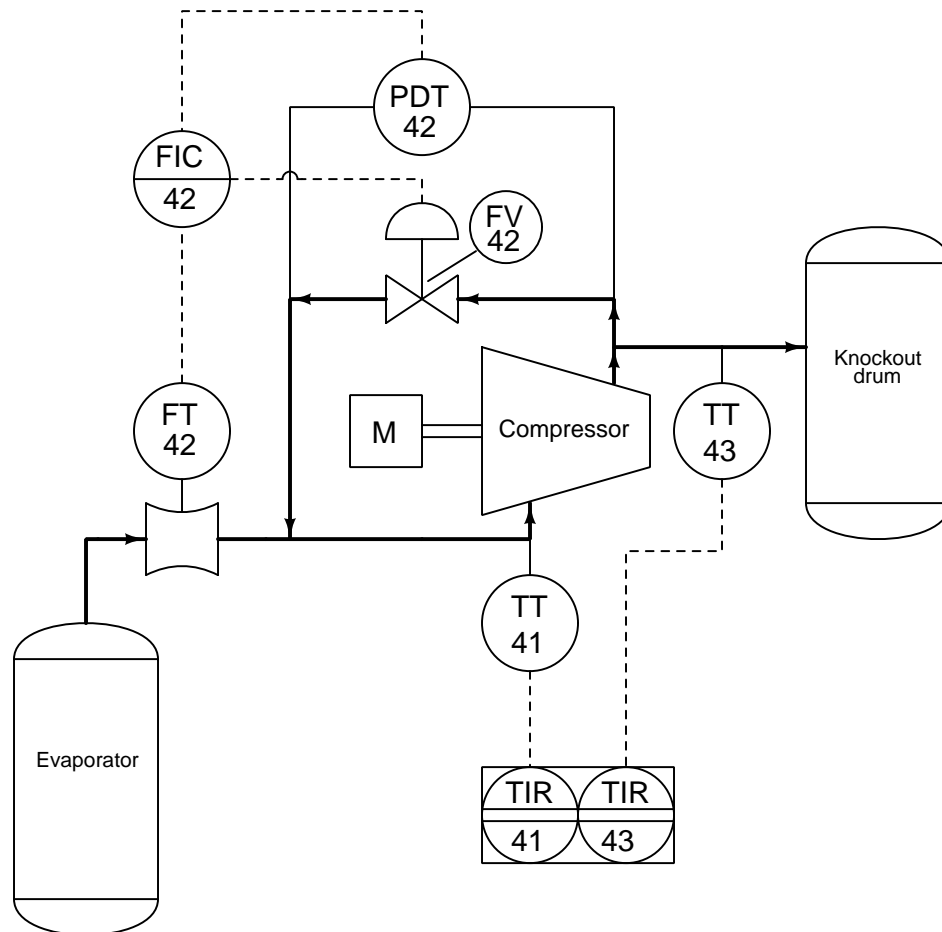 PDT
42
FIC
42
FV
42
FT
42
M
Compressor
TT
43
Knockout
drum
TT
41
Evaporator
TIR
41
TIR
43